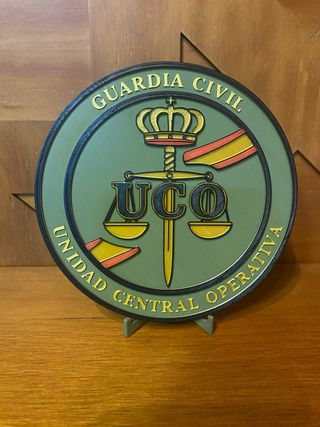 GUARDIA CIVIL
UCO
UNIDAD CENTRAL OPERATIVA